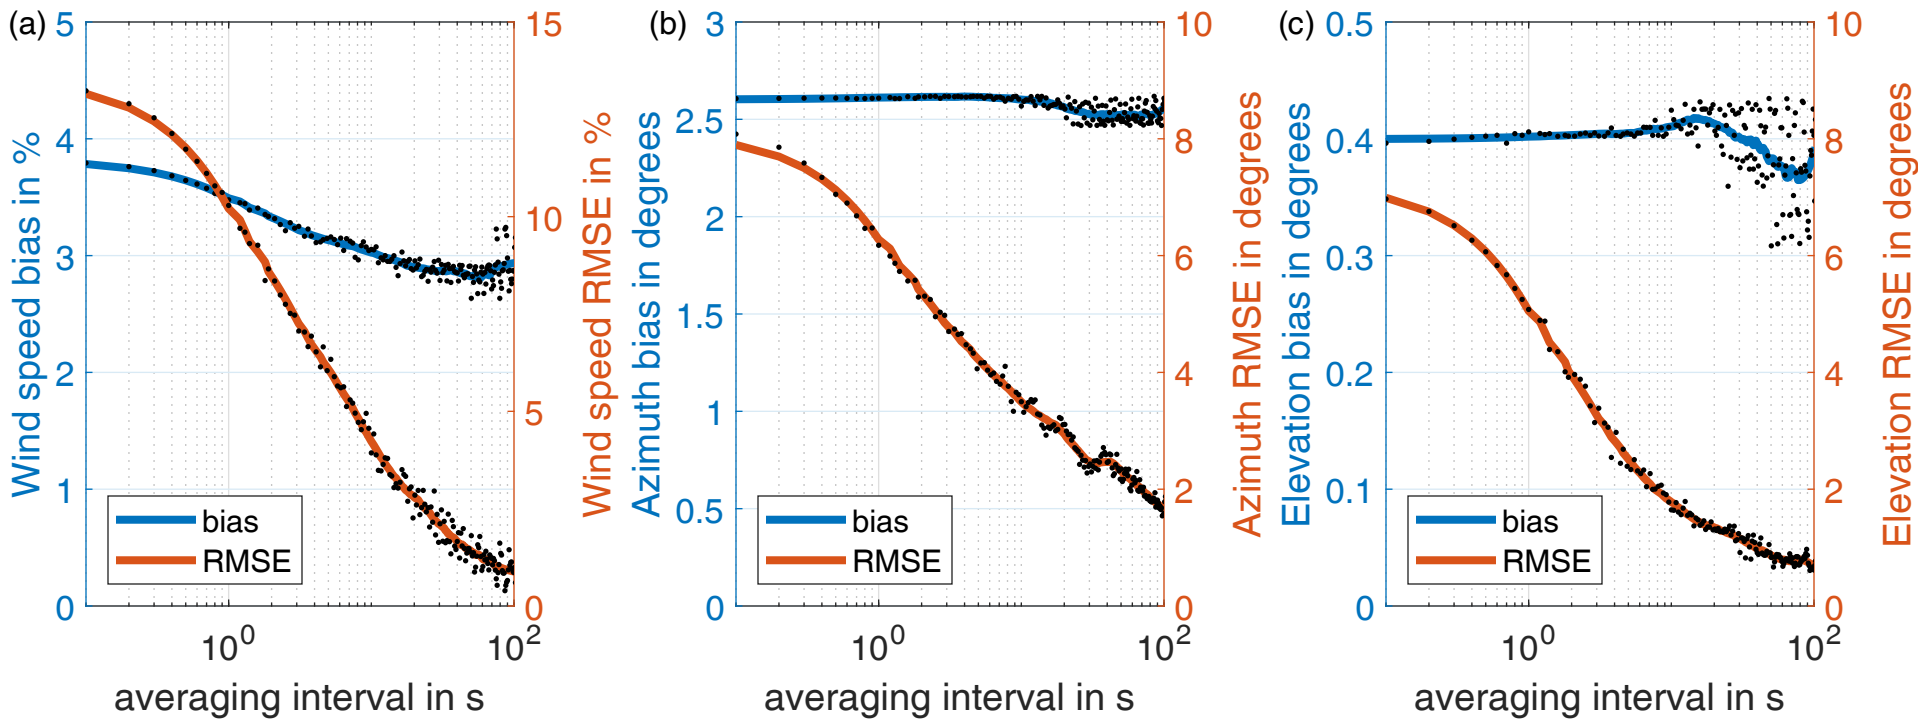 (a)
5
4
3
2
1
0
Wind speed bias in %
15
10
5
0
Wind speed RMSE in %
bias
RMSE
10^0
10^2
averaging interval in s
(b)
3
2.5
2
1.5
1
0.5
0
Azimuth bias in degrees
10
8
6
4
2
0
Azimuth RMSE in degrees
bias
RMSE
10^0
10^2
averaging interval in s
(c)
0.5
0.4
0.3
0.2
0.1
0
Elevation bias in degrees
10
8
6
4
2
0
Elevation RMSE in degrees
bias
RMSE
10^0
10^2
averaging interval in s